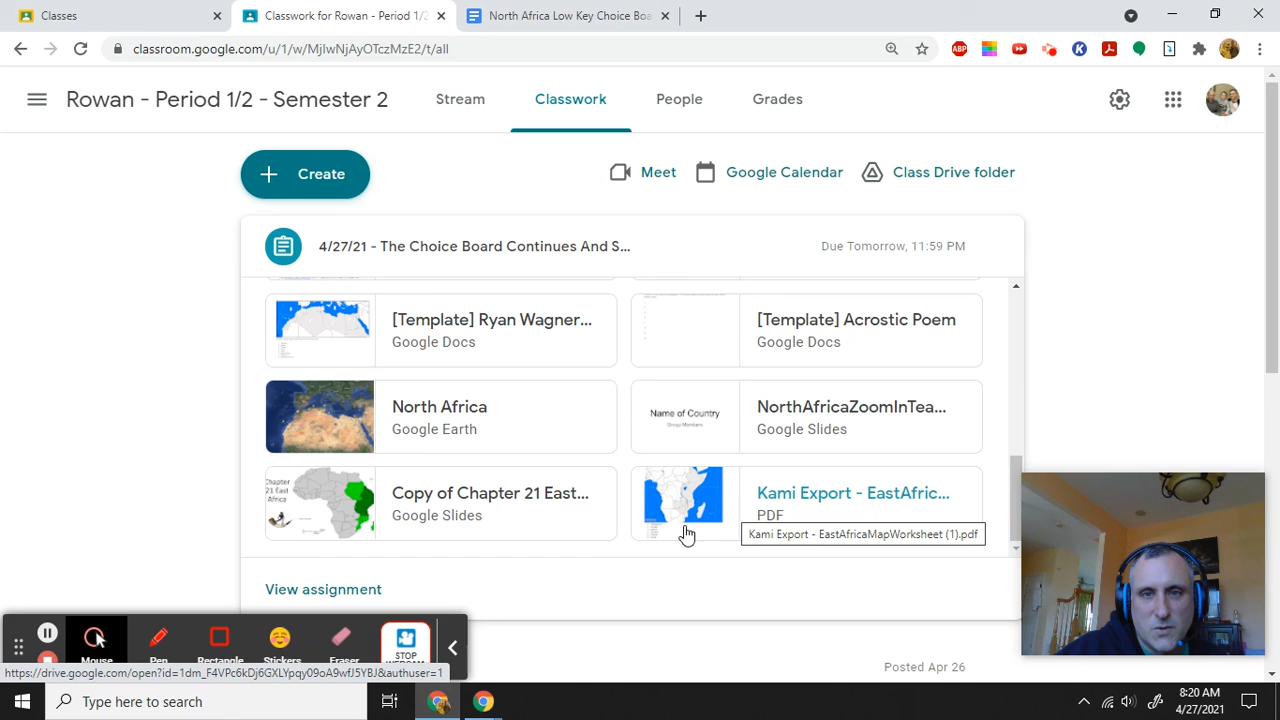 Classes
Classwork for Rowan - Period 1/2
North Africa Low Key Choice Boa
classroom.google.com/u/1/w/MjIwNjAyOTczMzE2/t/all
ABP
K
Rowan - Period 1/2 - Semester 2
Stream
Classwork
People
Grades
+ Create
Meet
Google Calendar
Class Drive folder
4/27/21 - The Choice Board Continues And S...
Due Tomorrow, 11:59 PM
[Template] Ryan Wagner...
Google Docs
[Template] Acrostic Poem
Google Docs
North Africa
Google Earth
Name of Country
Group Members
NorthAfricaZoomInTea...
Google Slides
Chapter
21 East
Africa
Copy of Chapter 21 East...
Google Slides
Kami Export - EastAfric...
PDF
Kami Export - EastAfricaMapWorksheet (1).pdf
View assignment
Posted Apr 26
Mouse
Pen
Rectangle
Stickers
Eraser
STOP
WEBCAM
https://drive.google.com/open?id=1dm_F4VPc6kDj6GXLYpqy09oA9wfJ5YBJ&authuser=1
Type here to search
8:20 AM
4/27/2021